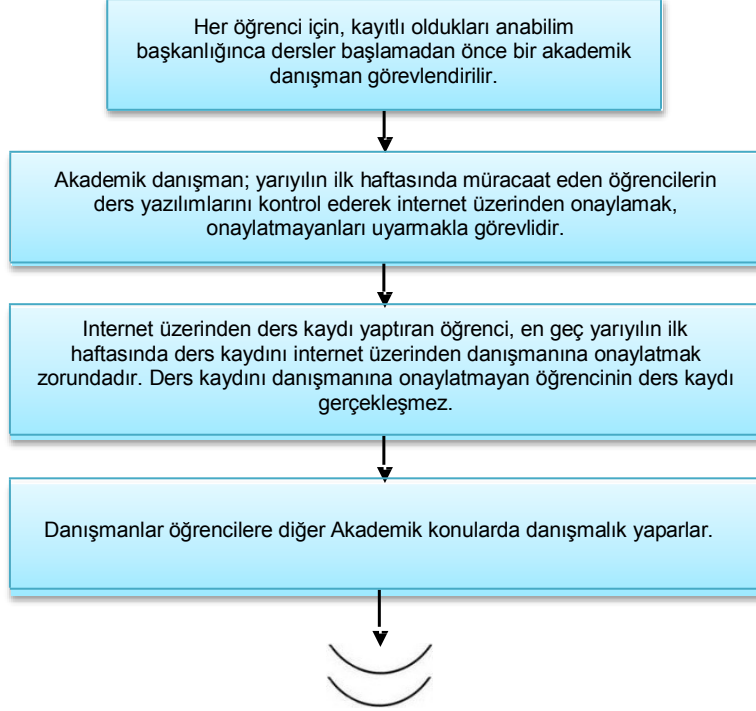 Her öğrenci için, kayıtlı oldukları anabilim
başkanlığınca dersler başlamadan önce bir akademik
danışman görevlendirilir.
Akademik danışman; yarıyılın ilk haftasında müracaat eden öğrencilerin
ders yazılımlarını kontrol ederek internet üzerinden onaylamak,
onaylatmayanları uyarmakla görevlidir.
Internet üzerinden ders kaydı yaptıran öğrenci, en geç yarıyılın ilk
haftasında ders kaydını internet üzerinden danışmanına onaylatmak
zorundadır. Ders kaydını danışmanına onaylatmayan öğrencinin ders kaydı
gerçekleşmez.
Danışmanlar öğrencilere diğer Akademik konularda danışmalık yaparlar.